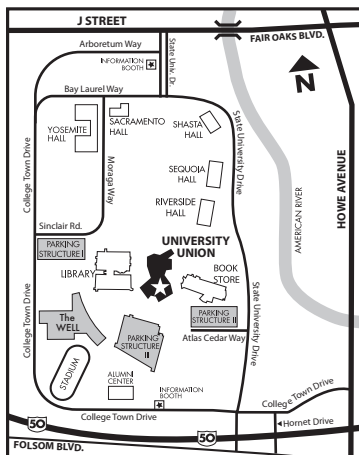 J STREET
FAIR OAKS BLVD.
Arboretum Way
State Univ. Dr.
INFORMATION
BOOTH
N
Bay Laurel Way
SACRAMENTO
HALL
SHASTA
HALL
YOSEMITE
HALL
Moraga Way
State University Drive
College Town Drive
SEQUOIA
HALL
RIVERSIDE
HALL
AMERICAN RIVER
HOWE AVENUE
Sinclair Rd.
PARKING
STRUCTURE I
UNIVERSITY
UNION
LIBRARY
BOOK
STORE
The
WELL
PARKING
STRUCTURE II
State University Drive
Atlas Cedar Way
PARKING
STRUCTURE
III
College Town Drive
STADIUM
ALUMNI
CENTER
INFORMATION
BOOTH
College Town Drive
College Town Drive
Hornet Drive
50
50
FOLSOM BLVD.